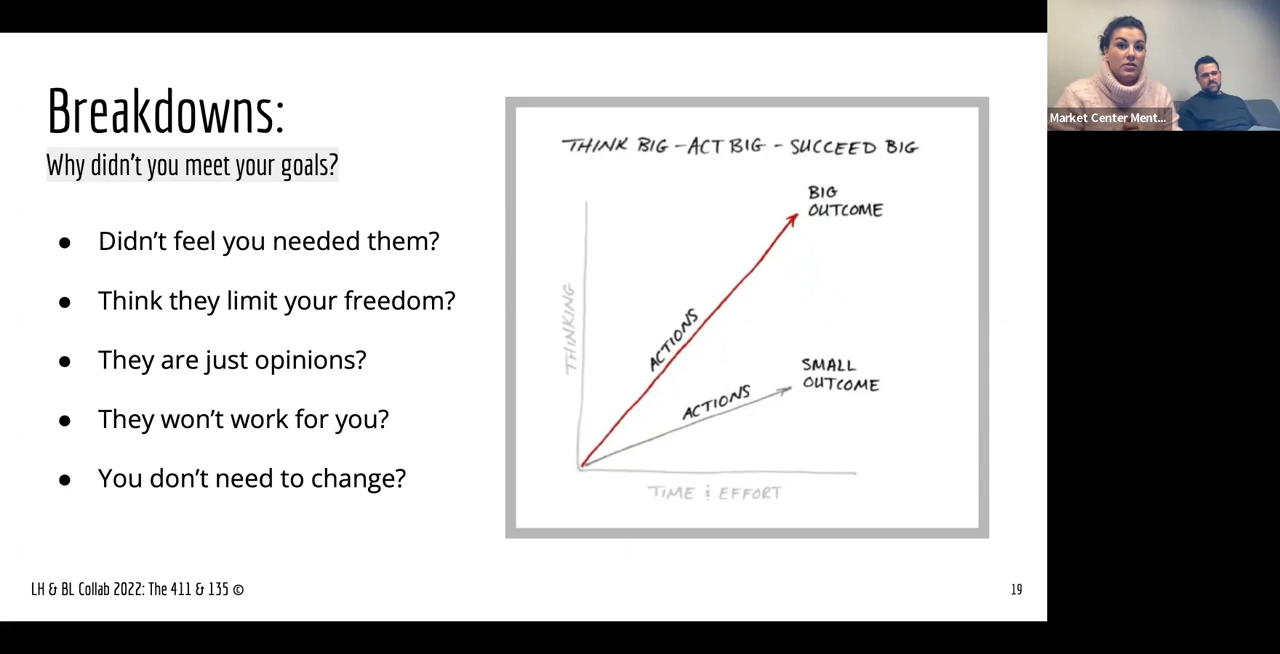 Breakdowns:
Why didn't you meet your goals?
● Didn't feel you needed them?
● Think they limit your freedom?
● They are just opinions?
● They won't work for you?
● You don't need to change?
THINK BIG - ACT BIG - SUCCEED BIG
BIG
OUTCOME
THINKING
ACTIONS
SMALL
OUTCOME
ACTIONS
TIME & EFFORT
LH & BL Collab 2022: The 411 & 135 ©
19
Market Center Ment...